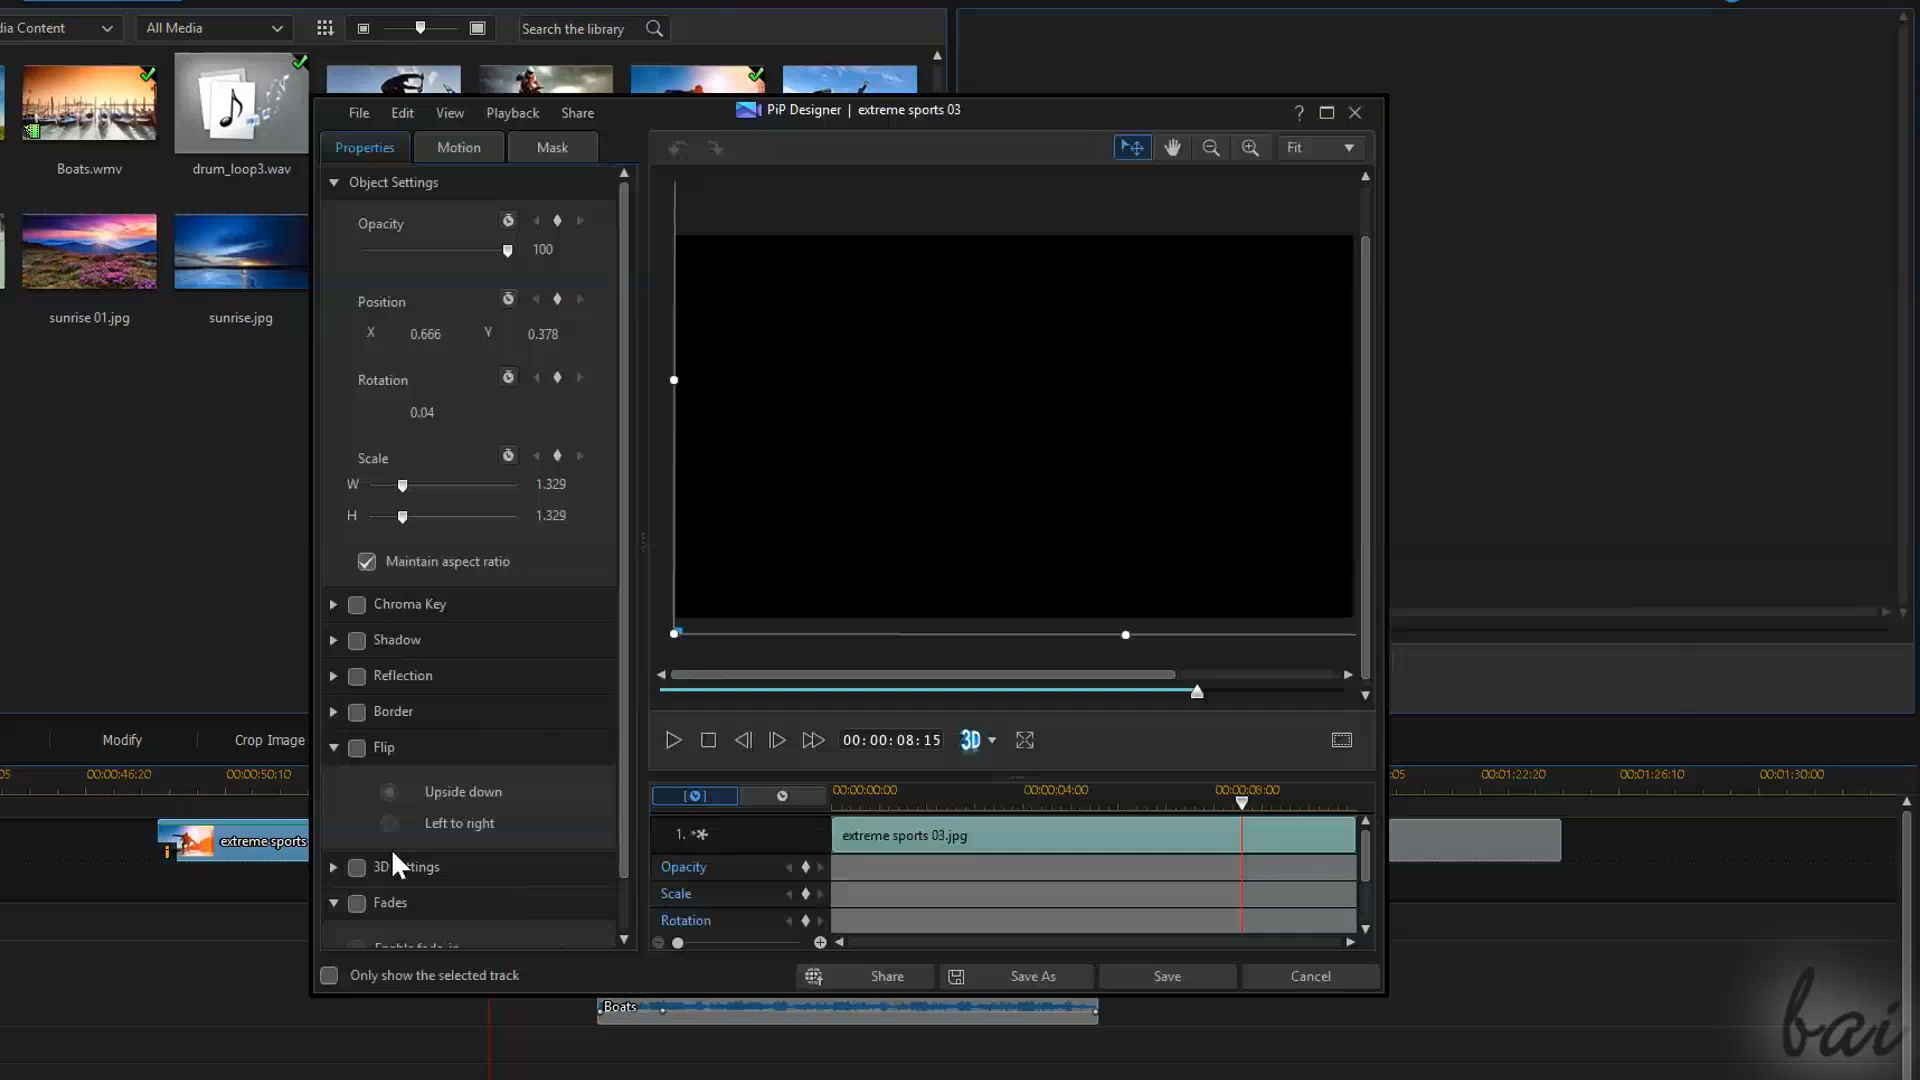 ia Content
All Media
Search the library
Boats.wmv
drum_loop3.wav
sunrise 01.jpg
sunrise.jpg
PiP Designer | extreme sports 03
File Edit View Playback Share
Properties Motion Mask
Fit
Object Settings
Opacity
100
Position
X 0.666 Y 0.378
Rotation
0.04
Scale
W 1.329
H 1.329
Maintain aspect ratio
Chroma Key
Shadow
Reflection
Border
Flip
Upside down
Left to right
3D ttings
Fades
Only show the selected track
00:00:08:15
3D
00:00:00:00 00:00:04:00 00:00:08:00
1.
extreme sports 03.jpg
Opacity
Scale
Rotation
Share Save As Save Cancel
Modify Crop Image
:05 00:00:46:20 00:00:50:10
:05 00:01:22:20 00:01:26:10 00:01:30:00
extreme sports
Boats
bai